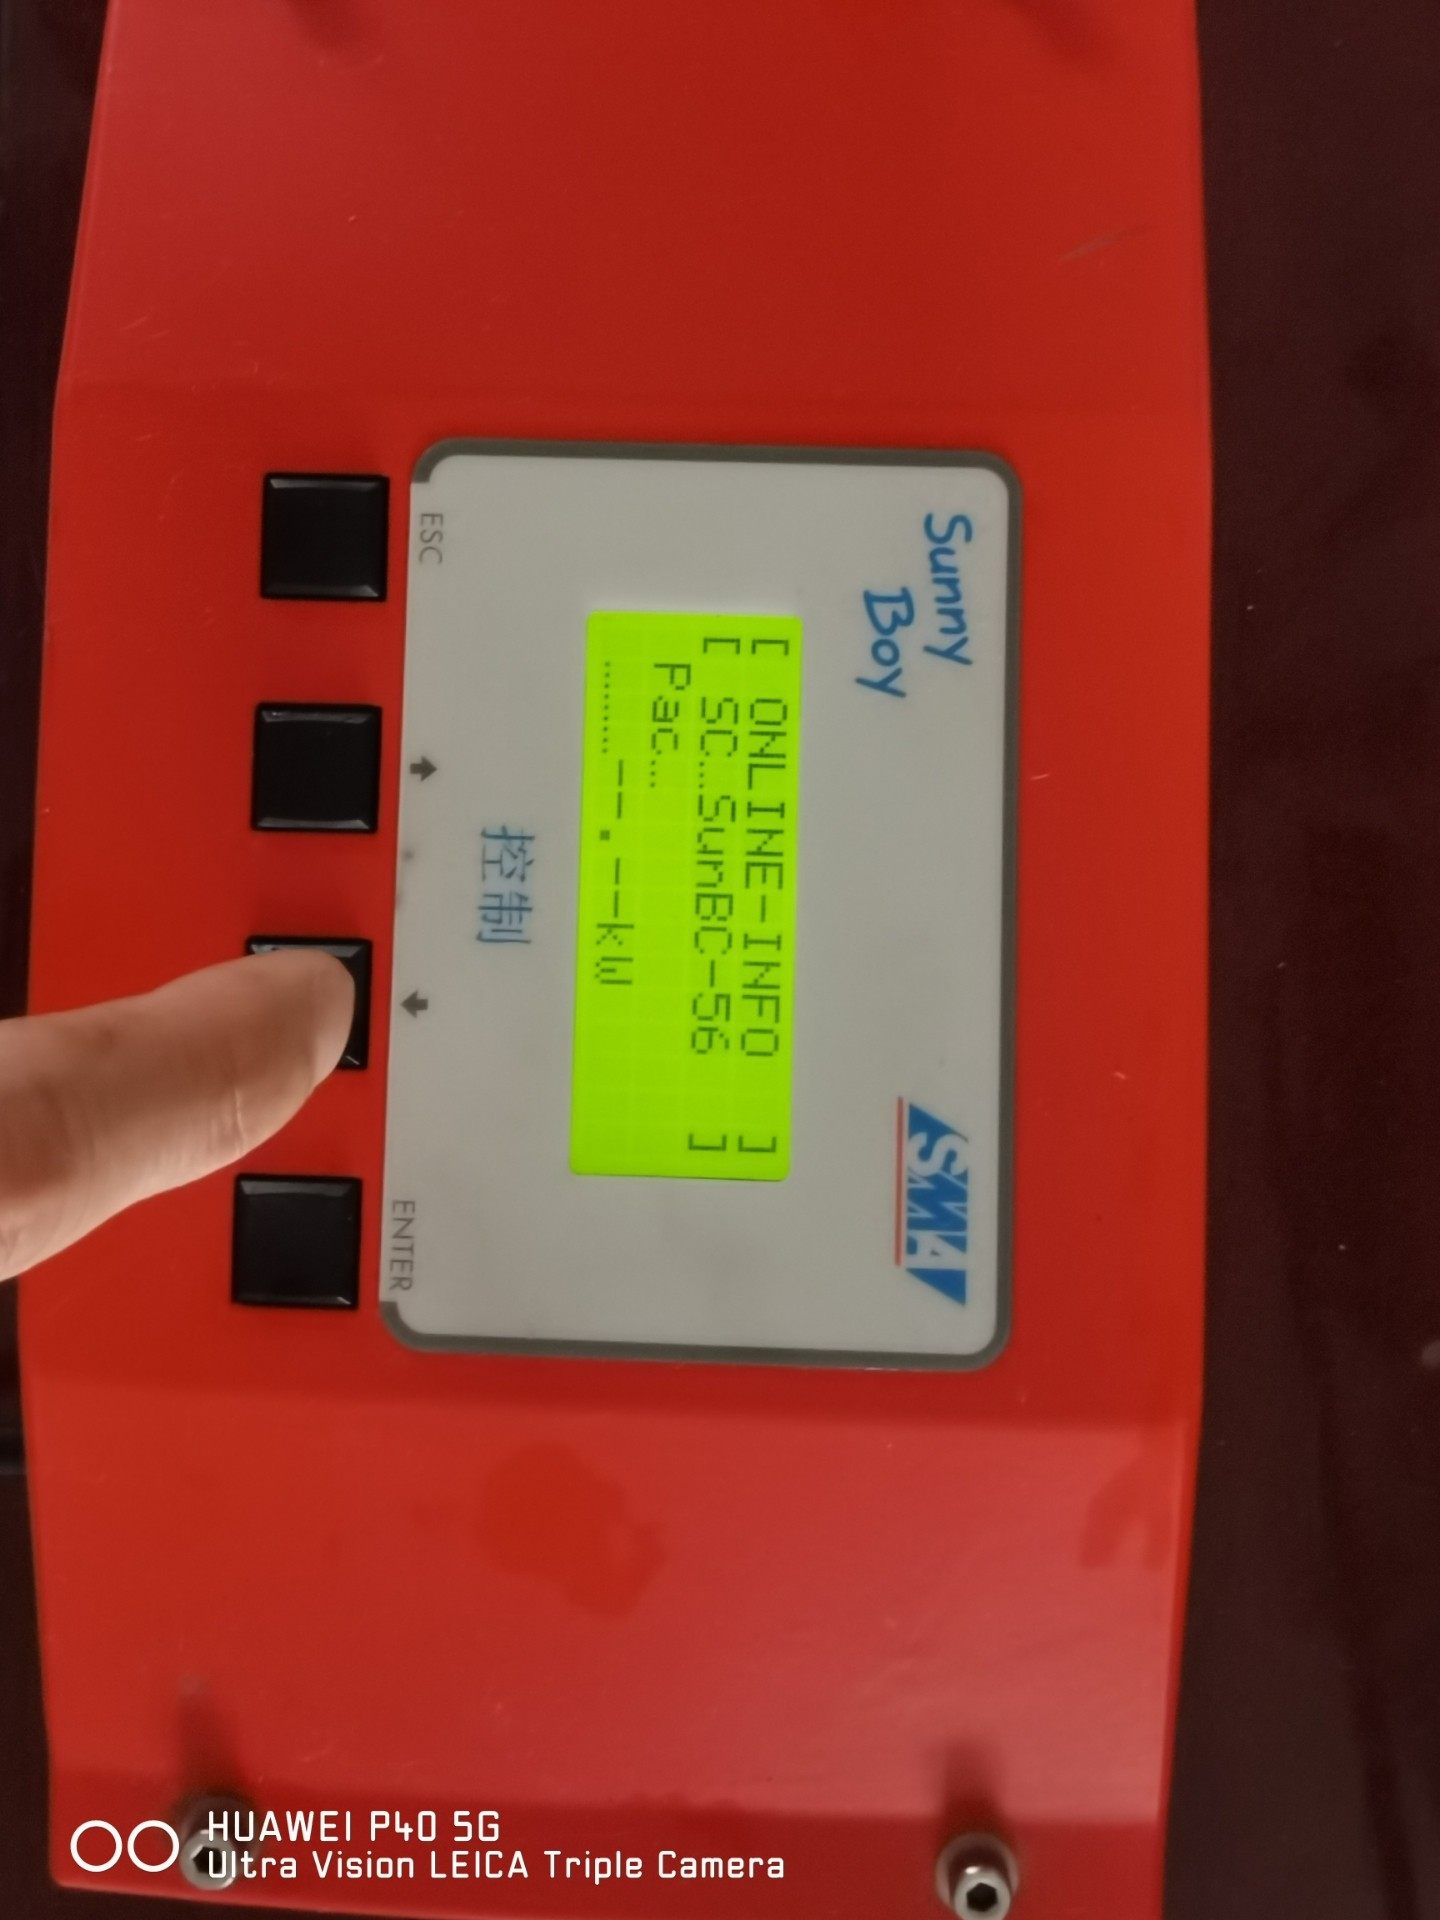 Sunny
Boy
SMA
[ ONLINE-INFO ]
[ SC...SunBC-56 ]
Pac...
.........--.--kW
控制
ESC
ENTER
HUAWEI P40 5G
Ultra Vision LEICA Triple Camera